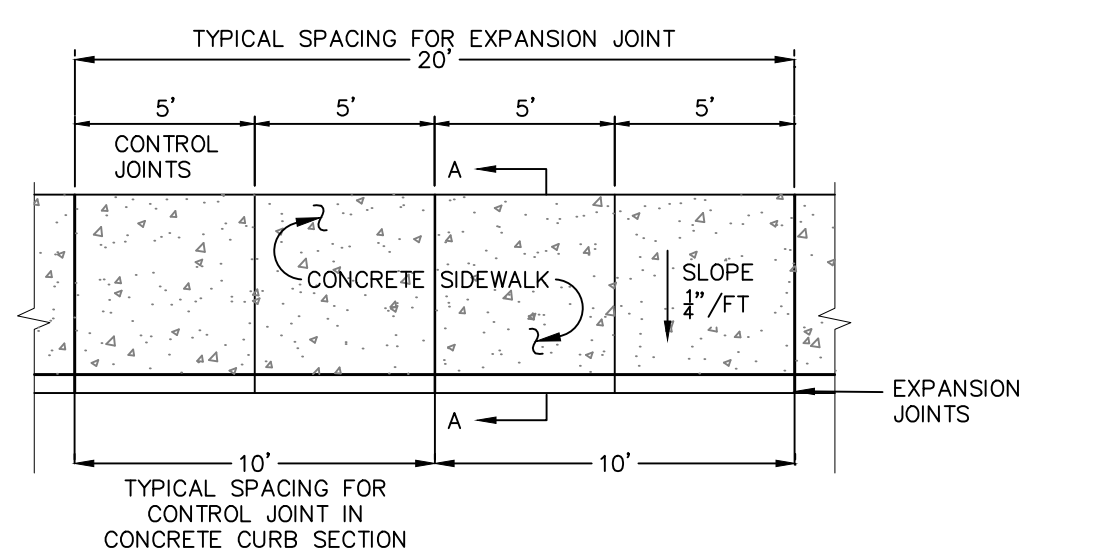 TYPICAL SPACING FOR EXPANSION JOINT
20'
5' 5' 5' 5'
CONTROL
JOINTS
A
CONCRETE SIDEWALK
SLOPE
1/4"/FT
EXPANSION
JOINTS
A
10' 10'
TYPICAL SPACING FOR
CONTROL JOINT IN
CONCRETE CURB SECTION